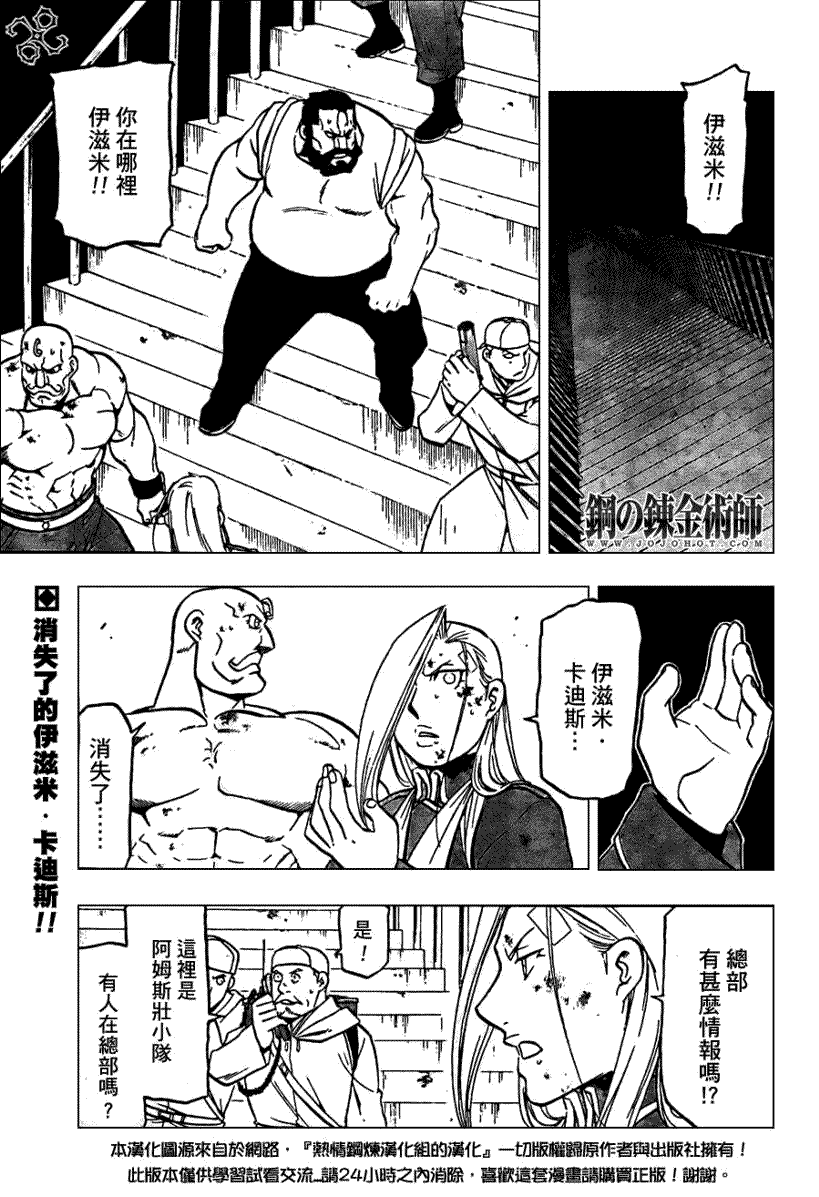 伊滋米!!
你在哪裡
伊滋米!!
鋼の錬金術師
WWW.JOJOHOT.COM
伊滋米·
卡迪斯…
消失了……
消失了的伊滋米·卡迪斯!!
總部
有甚麼情報嗎!?
是！
這裡是
阿姆斯壯小隊
有人在總部嗎？
本漢化圖源來自於網路，『熱情鋼煉漢化組的漢化』一切版權歸原作者與出版社擁有！
此版本僅供學習試看交流...請24小時之內消除，喜歡這套漫畫請購買正版！謝謝。